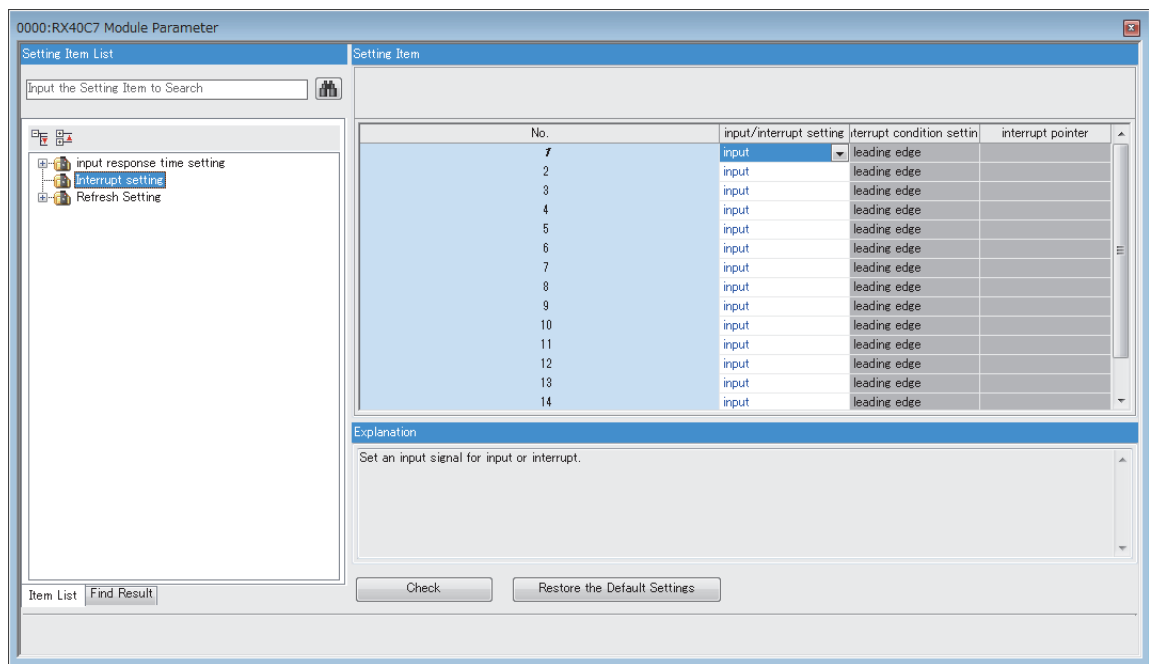 0000:RX40C7 Module Parameter
Setting Item List
Input the Setting Item to Search
input response time setting
Interrupt setting
Refresh Setting
Item List Find Result
Setting Item
No. input/interrupt setting iterrupt condition settin interrupt pointer
1 input leading edge
2 input leading edge
3 input leading edge
4 input leading edge
5 input leading edge
6 input leading edge
7 input leading edge
8 input leading edge
9 input leading edge
10 input leading edge
11 input leading edge
12 input leading edge
13 input leading edge
14 input leading edge
Explanation
Set an input signal for input or interrupt.
Check Restore the Default Settings